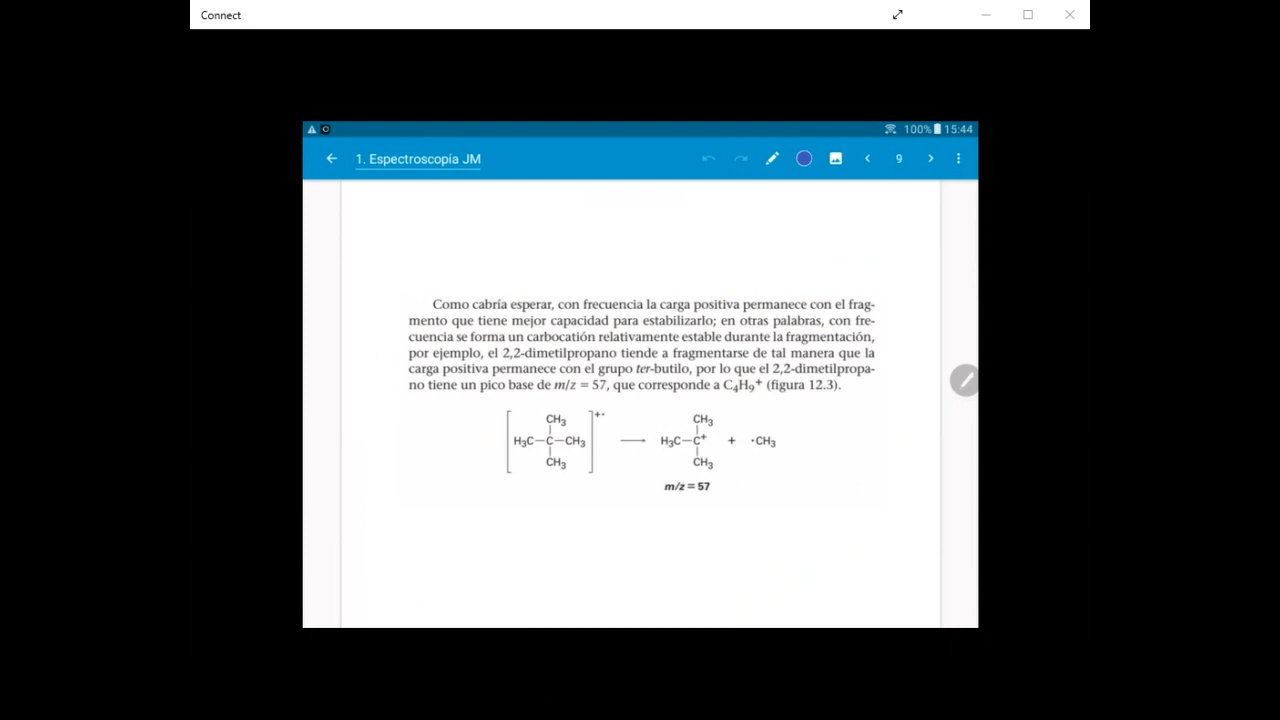 Connect
100% 15:44
1. Espectroscopía JM
9
Como cabría esperar, con frecuencia la carga positiva permanece con el frag-
mento que tiene mejor capacidad para estabilizarlo; en otras palabras, con fre-
cuencia se forma un carbocatión relativamente estable durante la fragmentación,
por ejemplo, el 2,2-dimetilpropano tiende a fragmentarse de tal manera que la
carga positiva permanece con el grupo ter-butilo, por lo que el 2,2-dimetilpropa-
no tiene un pico base de m/z = 57, que corresponde a C₄H₉⁺ (figura 12.3).
CH₃ +· CH₃
H₃C—C—CH₃ ⟶ H₃C—C⁺ + ·CH₃
CH₃ CH₃
m/z = 57